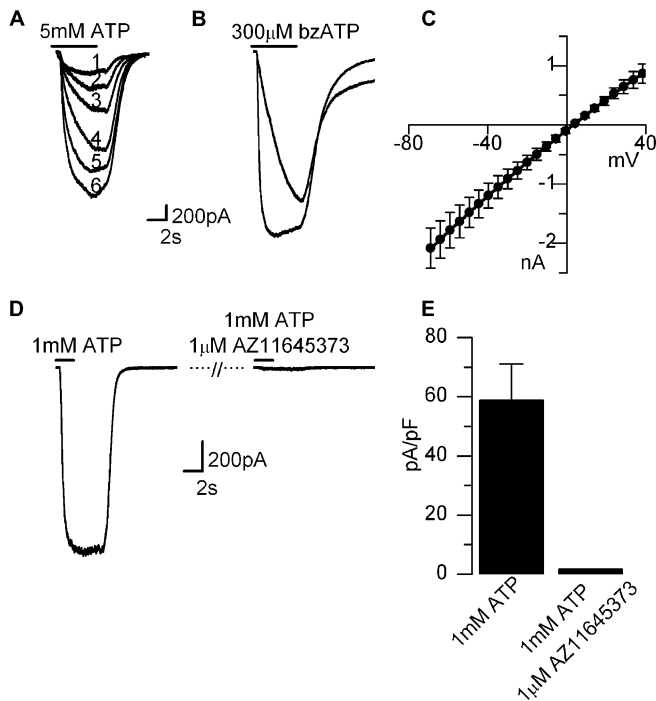 A
5mM ATP
1
2
3
4
5
6
200pA
2s
B
300μM bzATP
C
1
-80
-40
0
40
mV
-1
-2
nA
D
1mM ATP
1mM ATP
1μM AZ11645373
//
200pA
2s
E
80
60
40
20
0
pA/pF
1mM ATP
1mM ATP
1μM AZ11645373